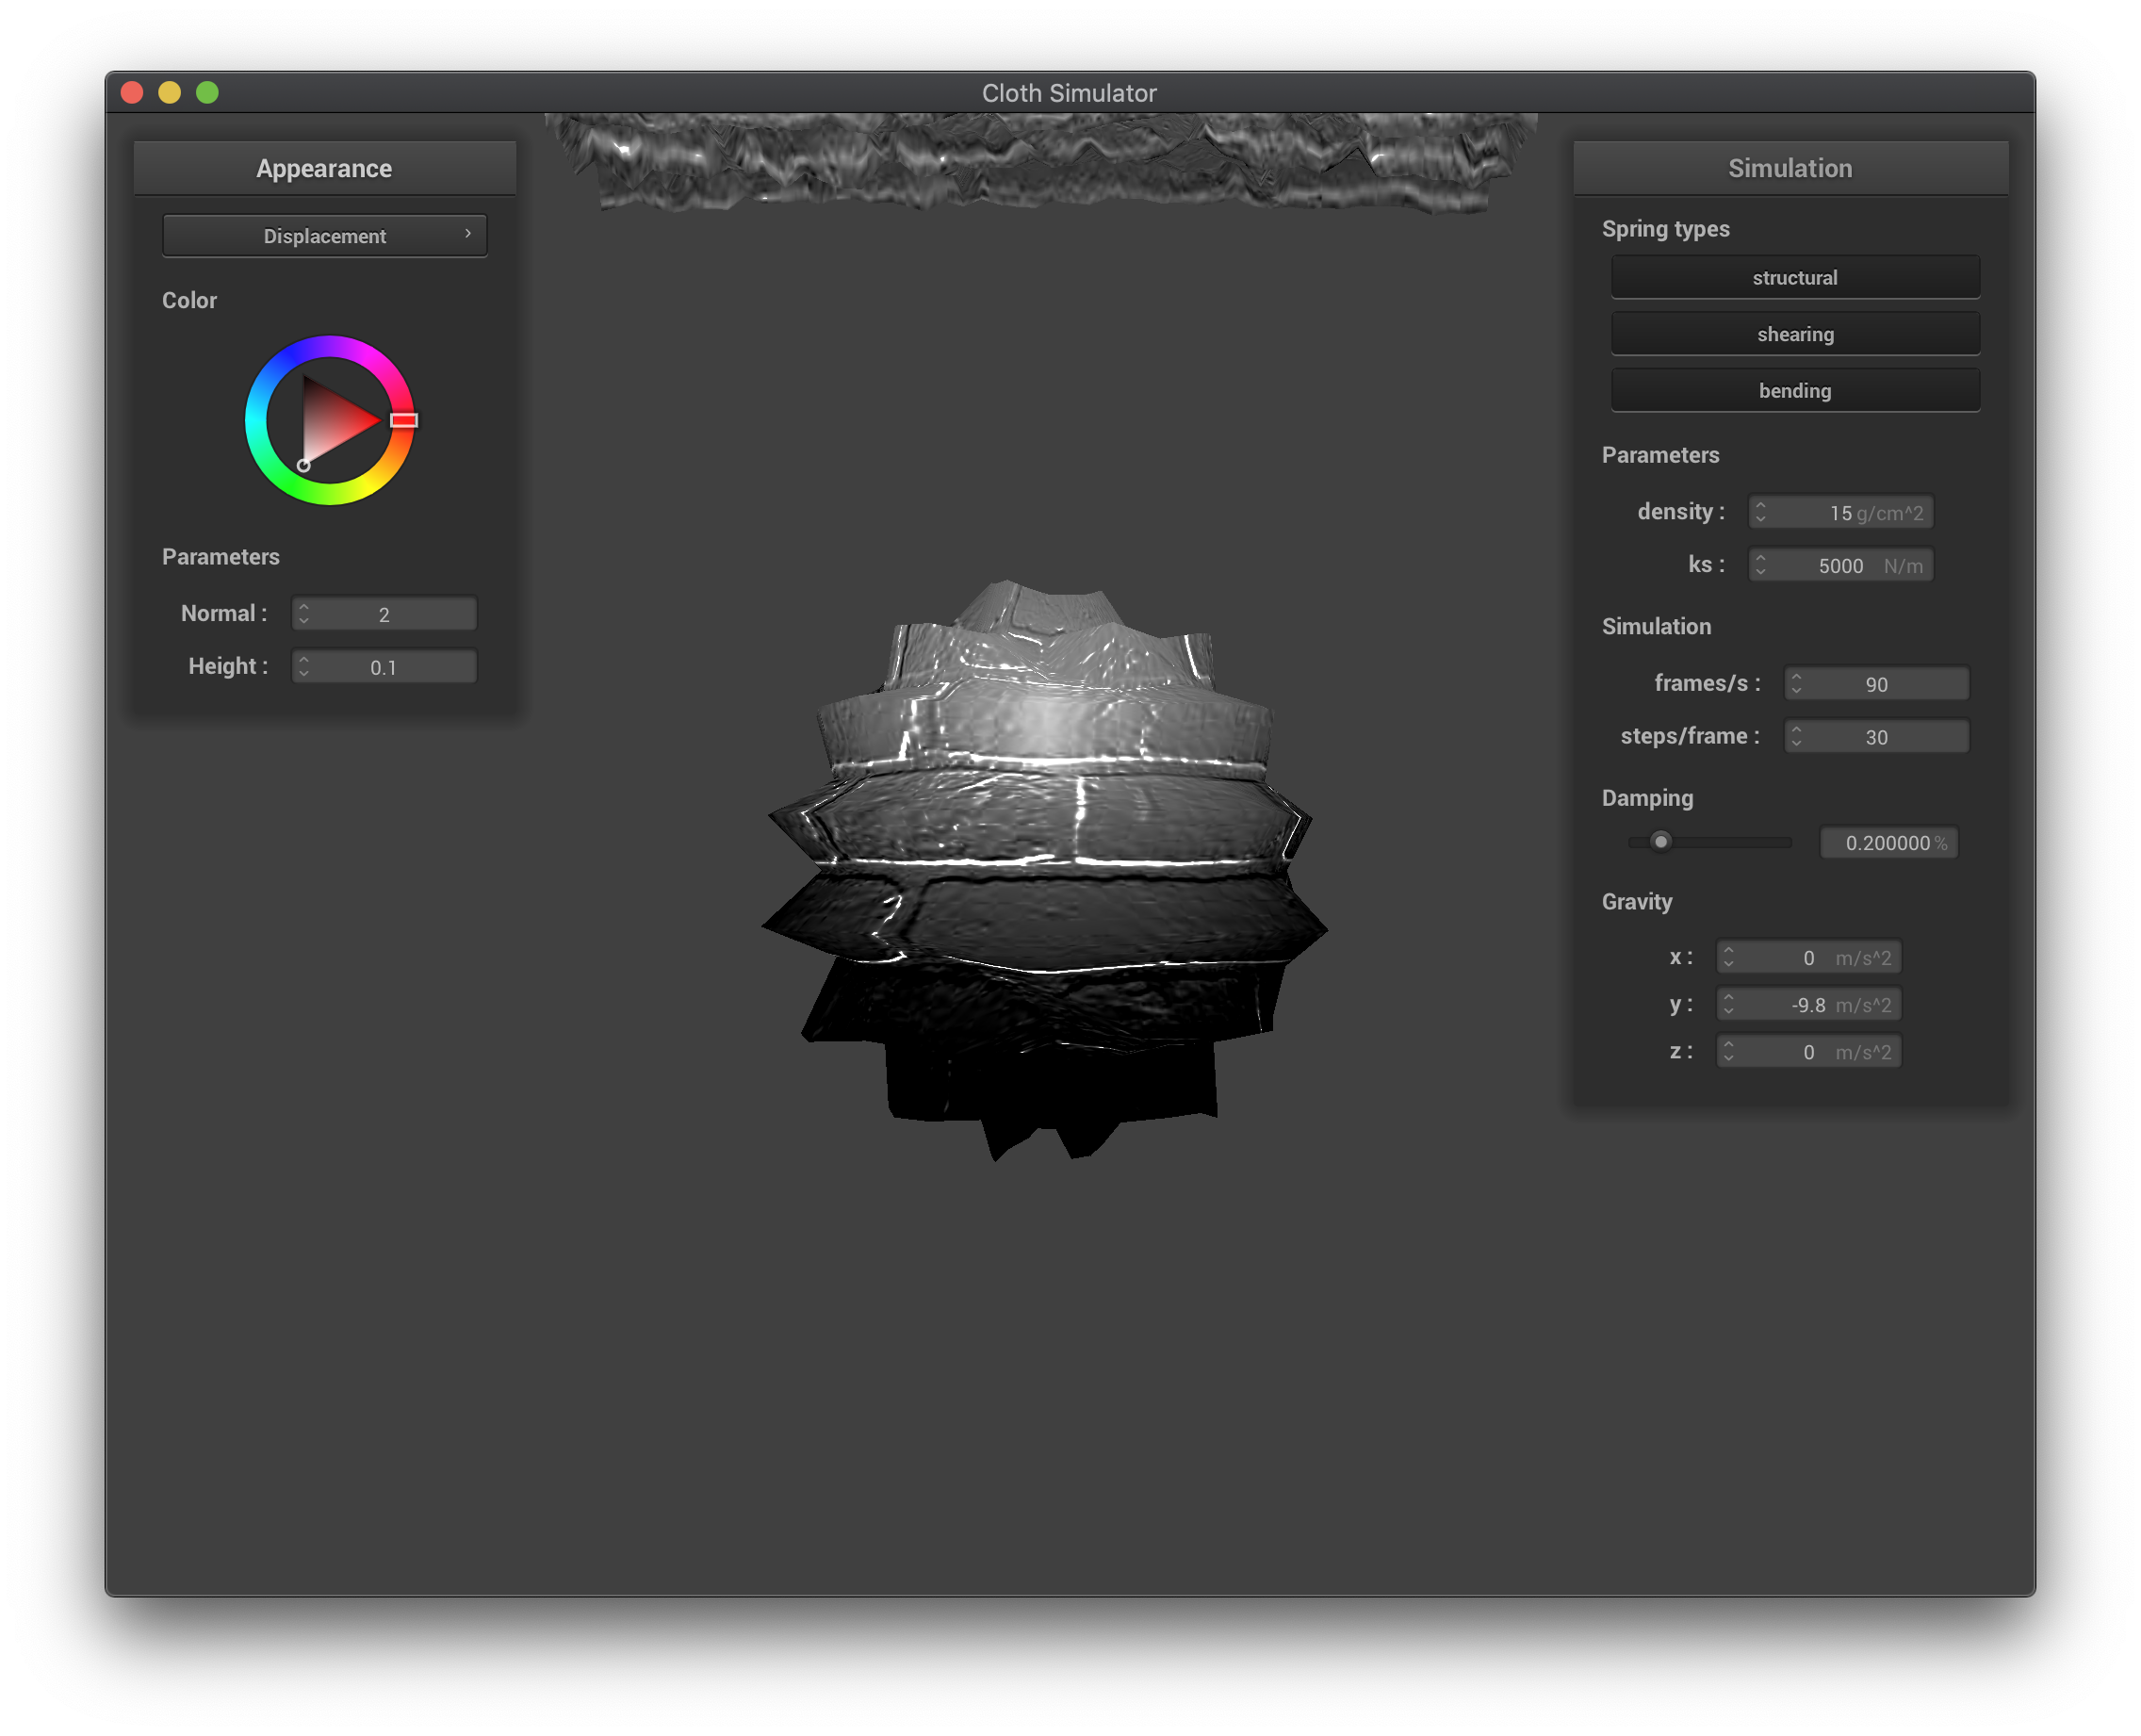 Cloth Simulator
Appearance
Displacement
Color
Parameters
Normal : 2
Height : 0.1
Simulation
Spring types
structural
shearing
bending
Parameters
density : 15 g/cm^2
ks : 5000 N/m
Simulation
frames/s : 90
steps/frame : 30
Damping
0.200000 %
Gravity
x : 0 m/s^2
y : -9.8 m/s^2
z : 0 m/s^2